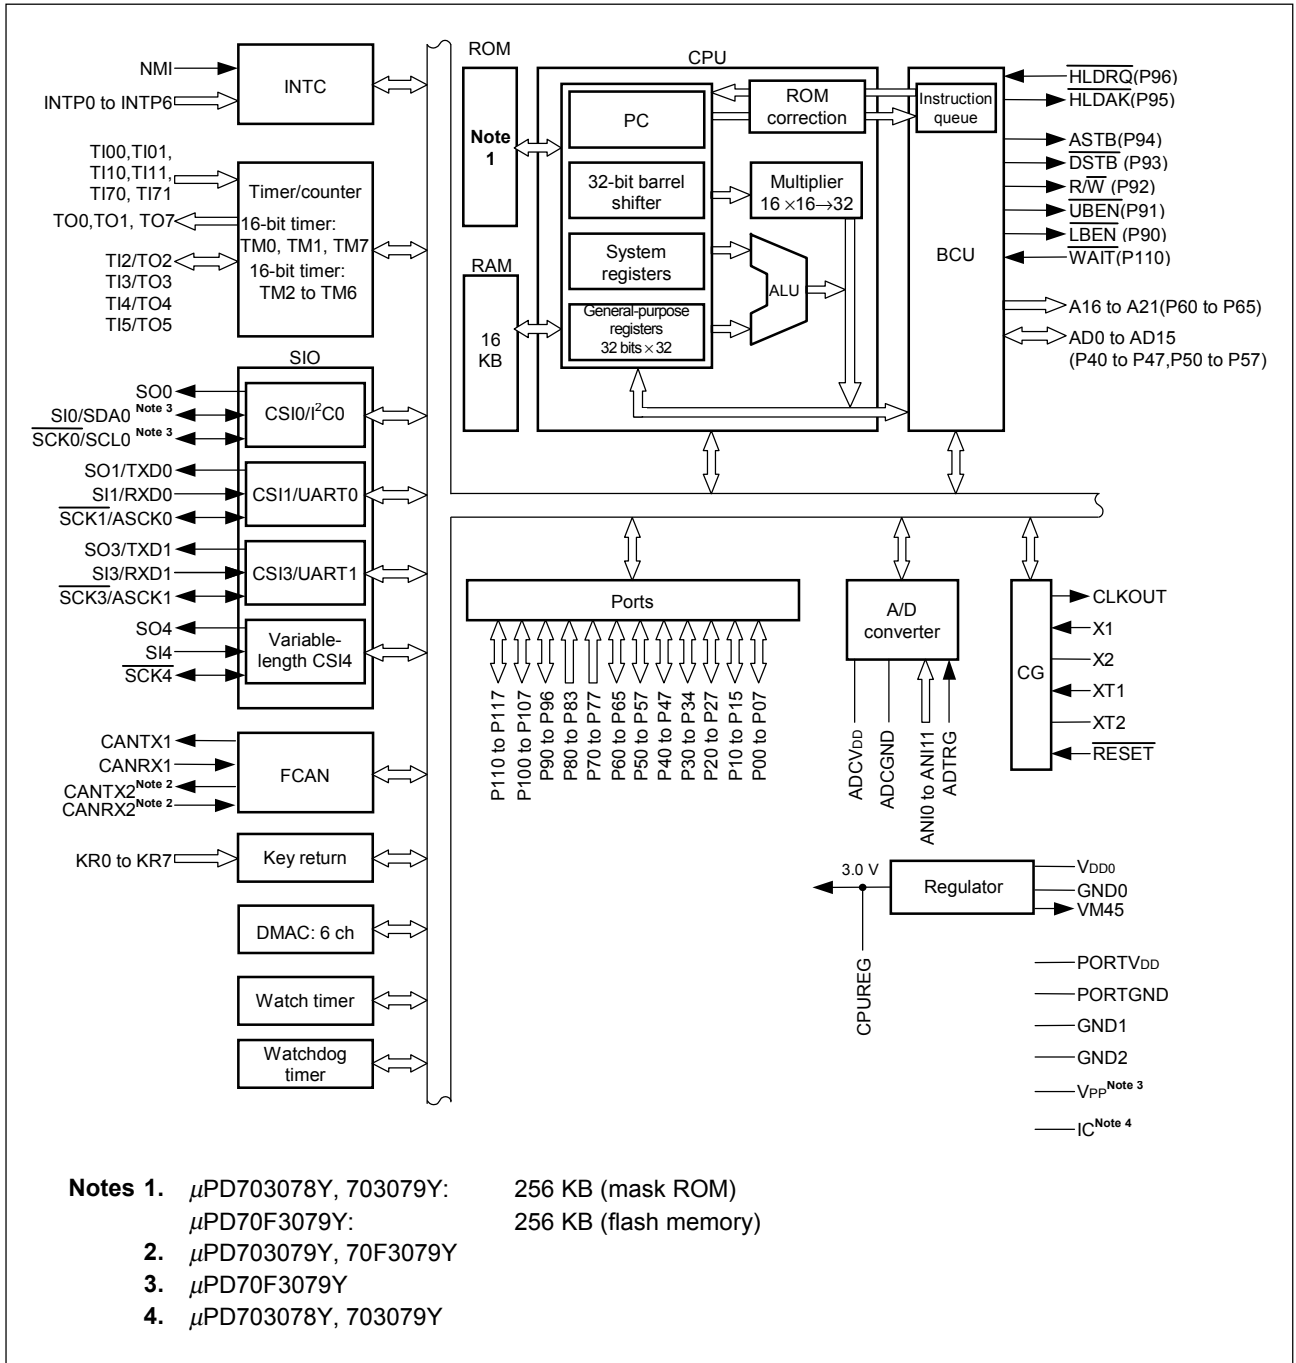 NMI
INTP0 to INTP6
INTC
TI00,TI01,
TI10,TI11,
TI70, TI71
TO0,TO1, TO7
TI2/TO2
TI3/TO3
TI4/TO4
TI5/TO5
Timer/counter
16-bit timer:
TM0, TM1, TM7
16-bit timer:
TM2 to TM6
SIO
SO0
SI0/SDA0 Note 3
SCK0/SCL0 Note 3
CSI0/I²C0
SO1/TXD0
SI1/RXD0
SCK1/ASCK0
CSI1/UART0
SO3/TXD1
SI3/RXD1
SCK3/ASCK1
CSI3/UART1
SO4
SI4
SCK4
Variable-
length CSI4
CANTX1
CANRX1
CANTX2 Note 2
CANRX2 Note 2
FCAN
KR0 to KR7
Key return
DMAC: 6 ch
Watch timer
Watchdog
timer
ROM
Note
1
RAM
16
KB
CPU
PC
32-bit barrel
shifter
System
registers
General-purpose
registers
32 bits × 32
ROM
correction
Multiplier
16 ×16→32
ALU
Instruction
queue
BCU
HLDRQ(P96)
HLDAK(P95)
ASTB(P94)
DSTB (P93)
R/W (P92)
UBEN(P91)
LBEN (P90)
WAIT(P110)
A16 to A21(P60 to P65)
AD0 to AD15
(P40 to P47,P50 to P57)
Ports
P110 to P117
P100 to P107
P90 to P96
P80 to P83
P70 to P77
P60 to P65
P50 to P57
P40 to P47
P30 to P34
P20 to P27
P10 to P15
P00 to P07
A/D
converter
ADCVDD
ADCGND
ANI0 to ANI11
ADTRG
CG
CLKOUT
X1
X2
XT1
XT2
RESET
3.0 V
Regulator
CPUREG
VDD0
GND0
VM45
PORTVDD
PORTGND
GND1
GND2
VPP Note 3
IC Note 4
Notes 1. µPD703078Y, 703079Y: 256 KB (mask ROM)
µPD70F3079Y: 256 KB (flash memory)
2. µPD703079Y, 70F3079Y
3. µPD70F3079Y
4. µPD703078Y, 703079Y